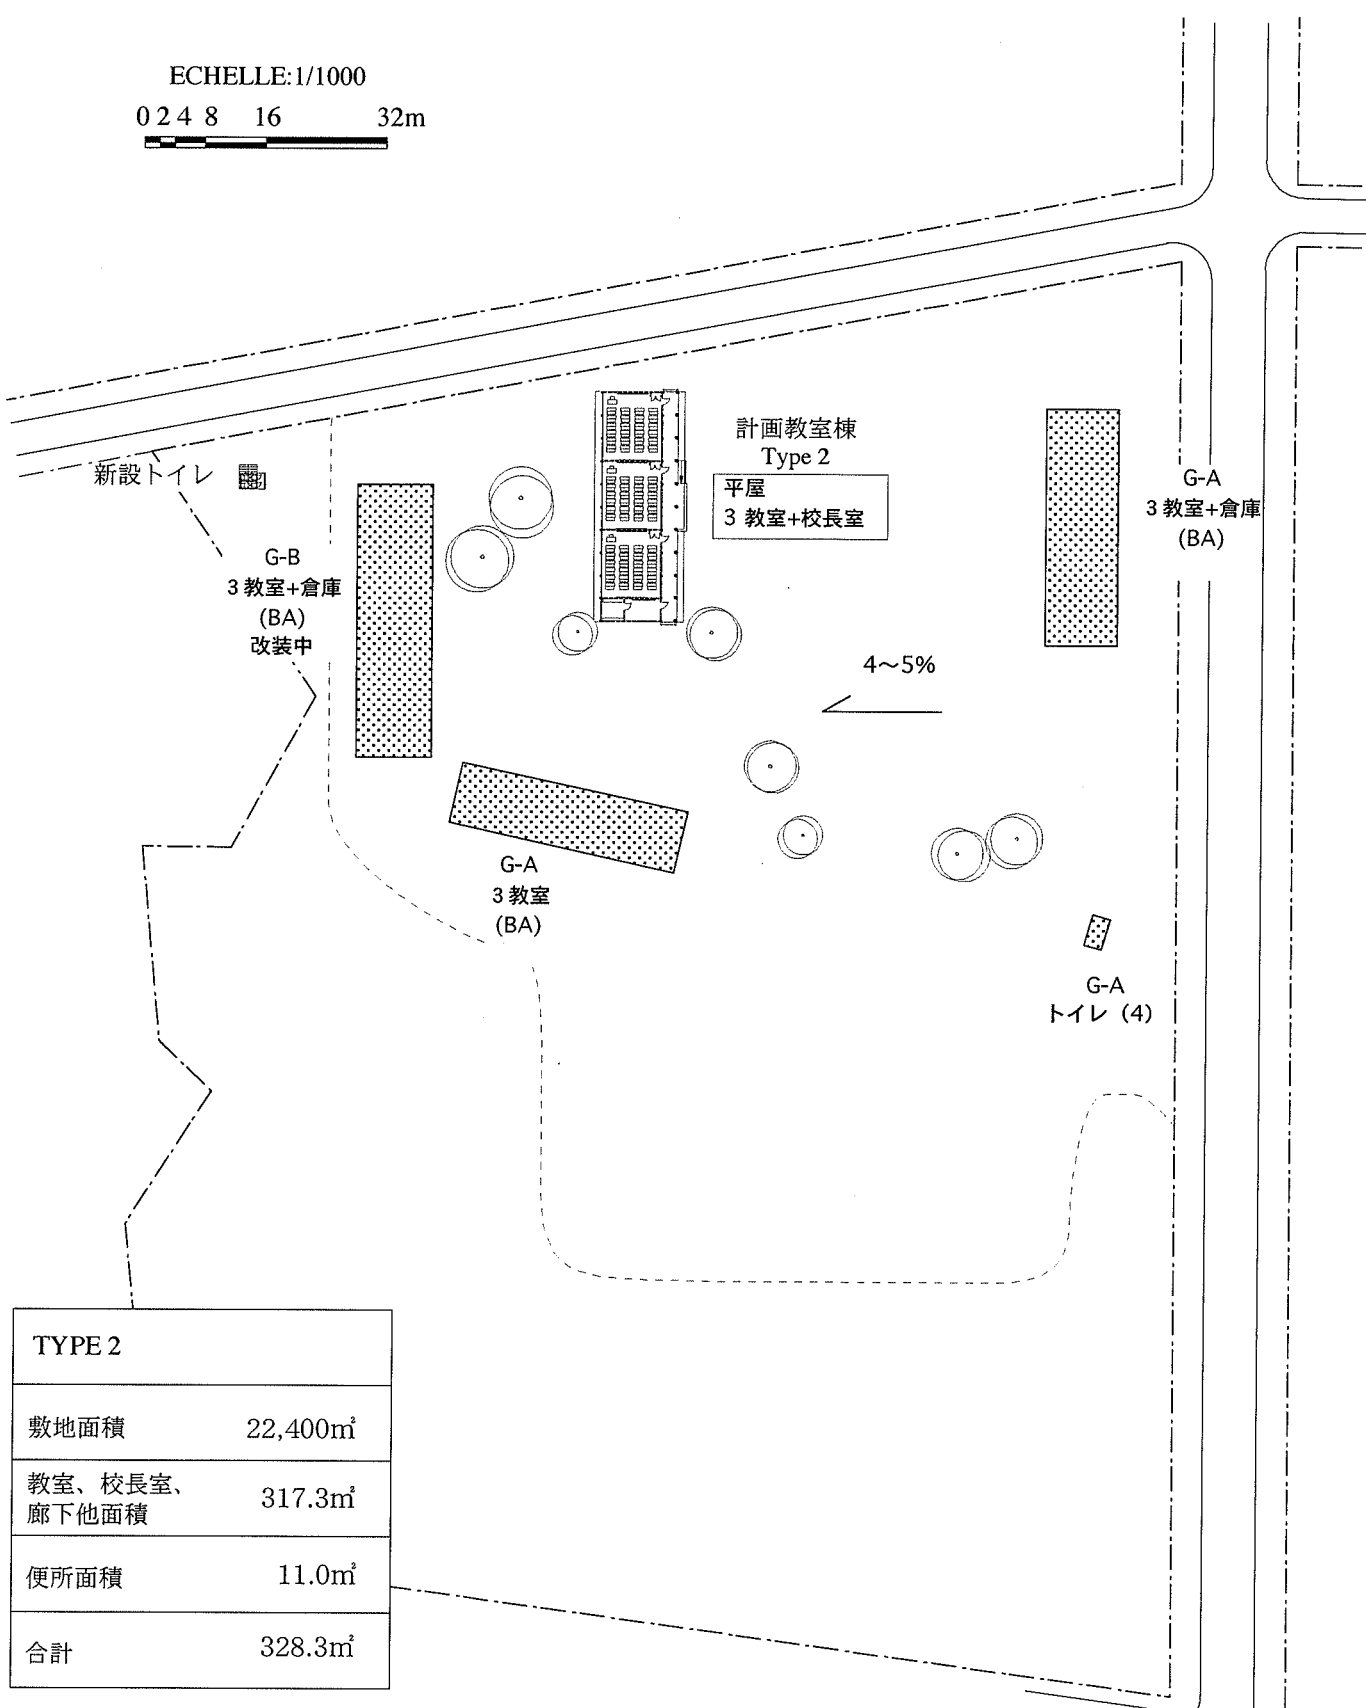 ECHELLE:1/1000
0 2 4 8 16 32m
計画教室棟
Type 2
平屋
3 教室+校長室
新設トイレ
G-A
3 教室+倉庫
(BA)
G-B
3 教室+倉庫
(BA)
改装中
4〜5%
G-A
3 教室
(BA)
G-A
トイレ（4）
TYPE 2
敷地面積 22,400㎡
教室、校長室、
廊下他面積 317.3㎡
便所面積 11.0㎡
合計 328.3㎡